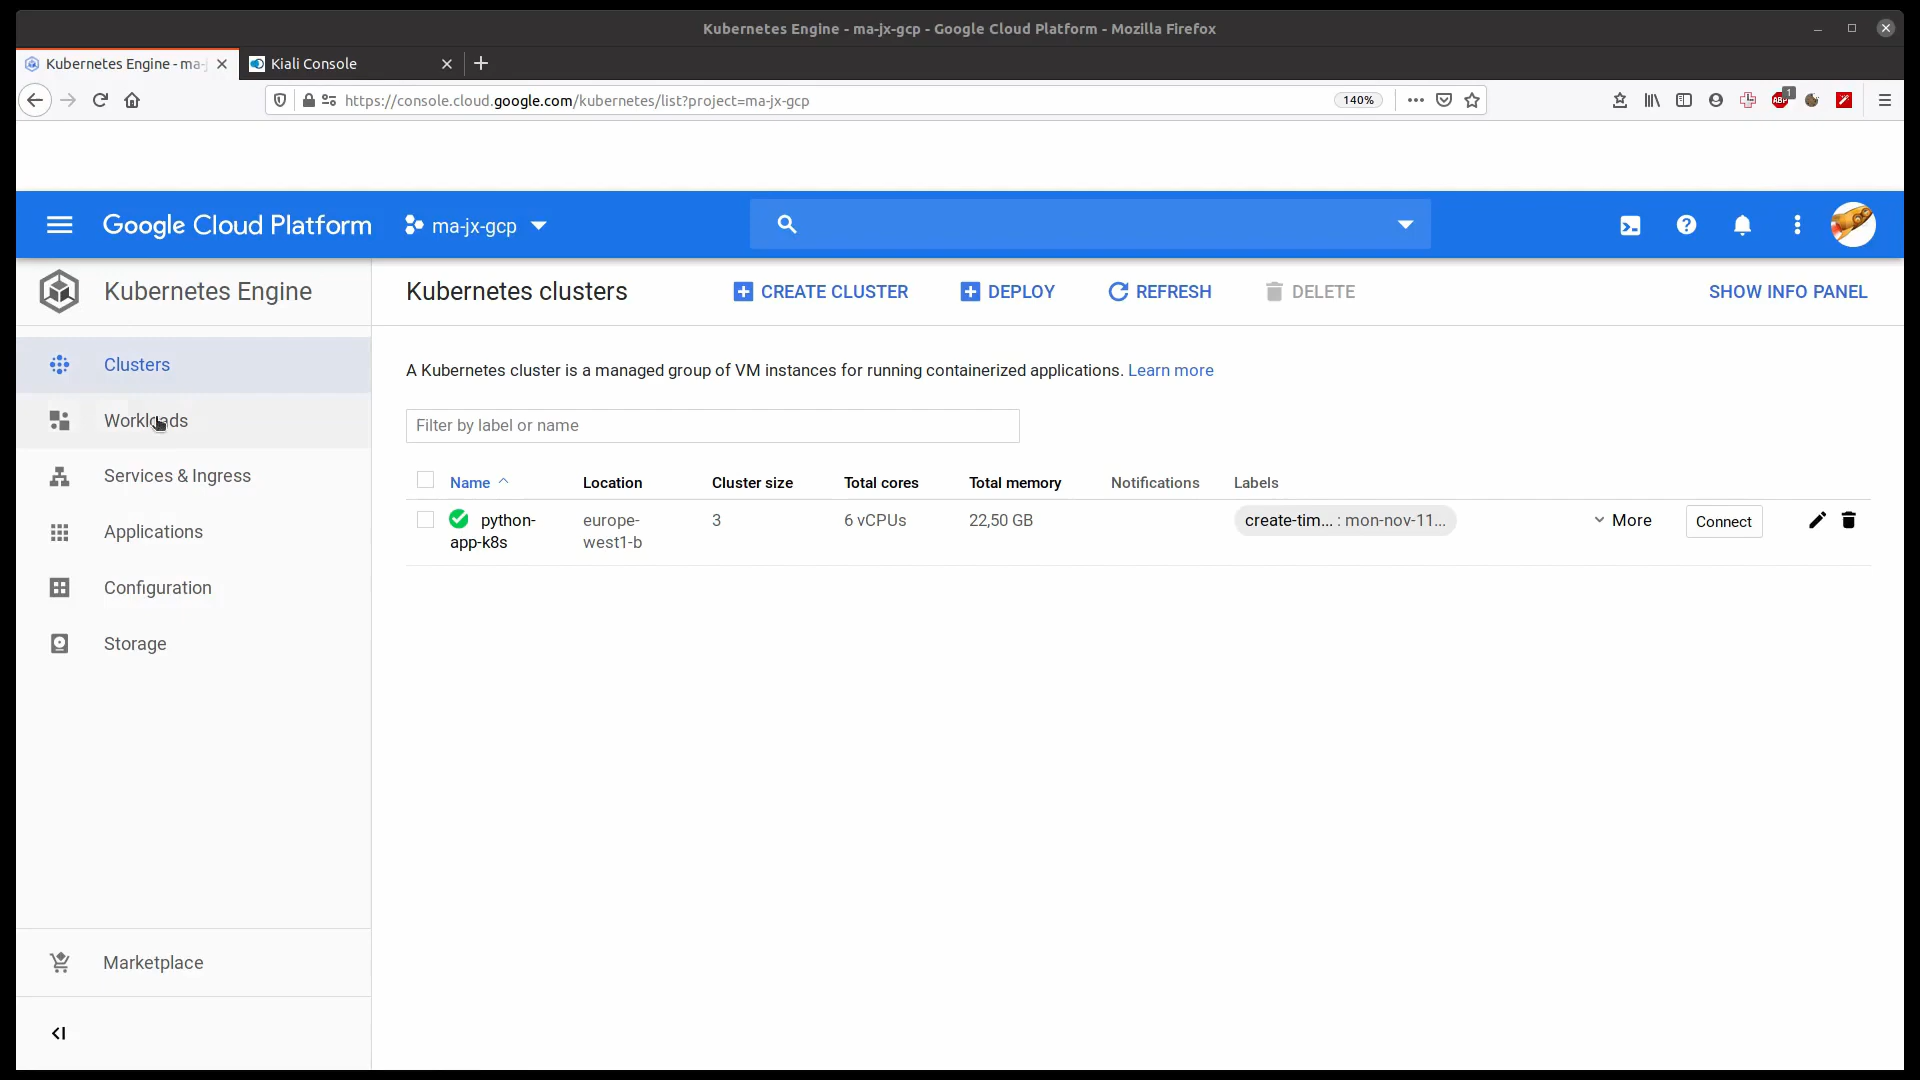 Kubernetes Engine - ma-jx-gcp - Google Cloud Platform - Mozilla Firefox
Kubernetes Engine - ma-j
Kiali Console
https://console.cloud.google.com/kubernetes/list?project=ma-jx-gcp
140%
ABP
1
Google Cloud Platform
ma-jx-gcp
Kubernetes Engine
Kubernetes clusters
CREATE CLUSTER
DEPLOY
REFRESH
DELETE
SHOW INFO PANEL
Clusters
Workloads
Services & Ingress
Applications
Configuration
Storage
Marketplace
A Kubernetes cluster is a managed group of VM instances for running containerized applications. Learn more
Filter by label or name
Name Location Cluster size Total cores Total memory Notifications Labels
python-app-k8s
europe-west1-b
3
6 vCPUs
22,50 GB
create-tim... : mon-nov-11...
More
Connect